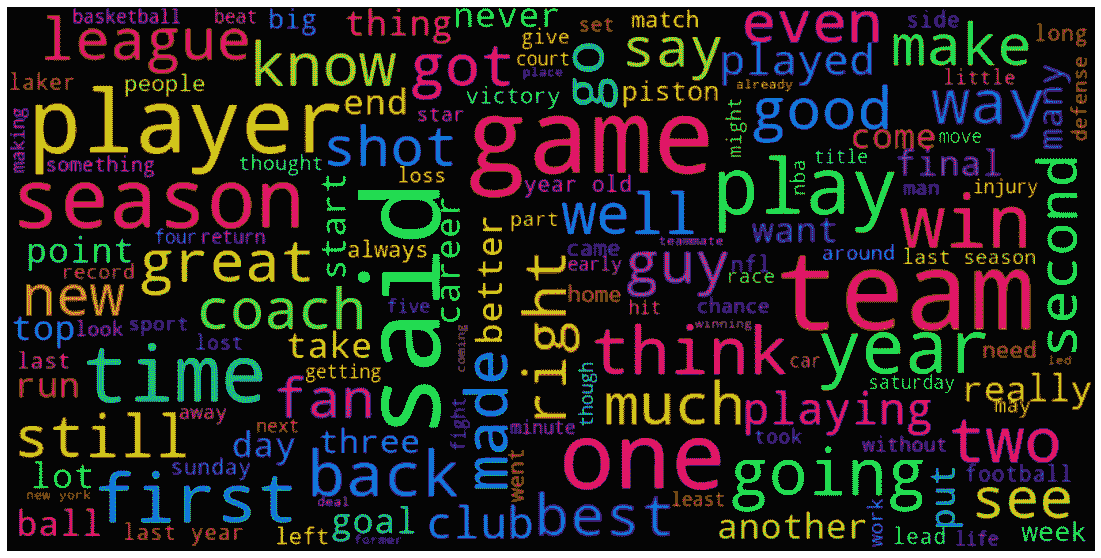 basketball beat big thing never set match even side long
league know got give court go say played make
laker people end victory place piston already good little way many defense
player star shot game might come move
making something thought loss year old play nba title final man injury
season start said career part well want win second
point four return always better came teammate around last season
great record early guy nfl race
new coach five right home hit chance team
top look sport lost take coming winning year need led
last time getting made though think car saturday really may
run away fan minute much playing
still next day three fight one took without two
lot sunday back went going football
new york first deal best least put see
ball last year left goal former club another work lead life week